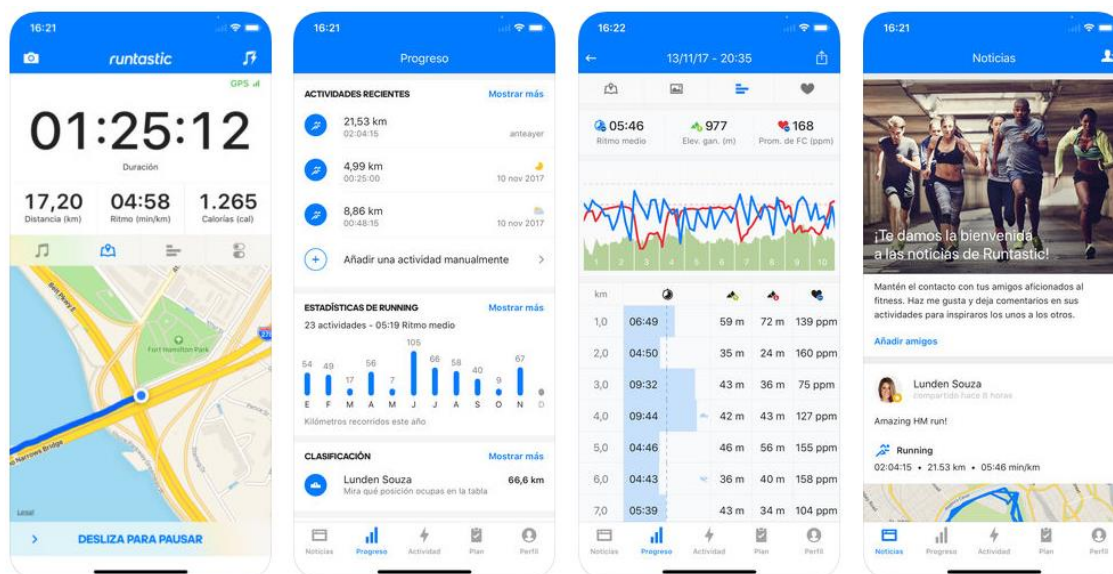 16:21
runtastic
GPS
01:25:12
Duración
17,20 04:58 1.265
Distancia (km) Ritmo (min/km) Calorías (cal)
Belt Pkwy E
Fort Hamilton Park
278
Narrows Bridge
Legal
DESLIZA PARA PAUSAR
16:21
Progreso
ACTIVIDADES RECIENTES Mostrar más
21,53 km
02:04:15 anteayer
4,99 km
00:25:00 10 nov 2017
8,86 km
00:48:15 10 nov 2017
Añadir una actividad manualmente
ESTADÍSTICAS DE RUNNING Mostrar más
23 actividades - 05:19 Ritmo medio
54 49 17 56 7 105 66 58 40 9 67 0
E F M A M J J A S O N D
Kilómetros recorridos este año
CLASIFICACIÓN Mostrar más
Lunden Souza 66,6 km
Mira qué posición ocupas en la tabla
Noticias Progreso Actividad Plan Perfil
16:22
13/11/17 - 20:35
05:46 977 168
Ritmo medio Elev. gan. (m) Prom. de FC (ppm)
1 2 3 4 5 6 7 8 9 10
km
1,0 06:49 59 m 72 m 139 ppm
2,0 04:50 35 m 24 m 160 ppm
3,0 09:32 43 m 36 m 75 ppm
4,0 09:44 42 m 43 m 127 ppm
5,0 04:46 46 m 56 m 155 ppm
6,0 04:43 36 m 40 m 158 ppm
7,0 05:39 43 m 34 m 104 ppm
Noticias Progreso Actividad Plan Perfil
16:21
Noticias
¡Te damos la bienvenida
a las noticias de Runtastic!
Mantén el contacto con tus amigos aficionados al
fitness. Haz me gusta y deja comentarios en sus
actividades para inspiraros los unos a los otros.
Añadir amigos
Lunden Souza
compartido hace 8 horas
Amazing HM run!
Running
02:04:15 • 21.53 km • 05:46 min/km
Noticias Progreso Actividad Plan Perfil